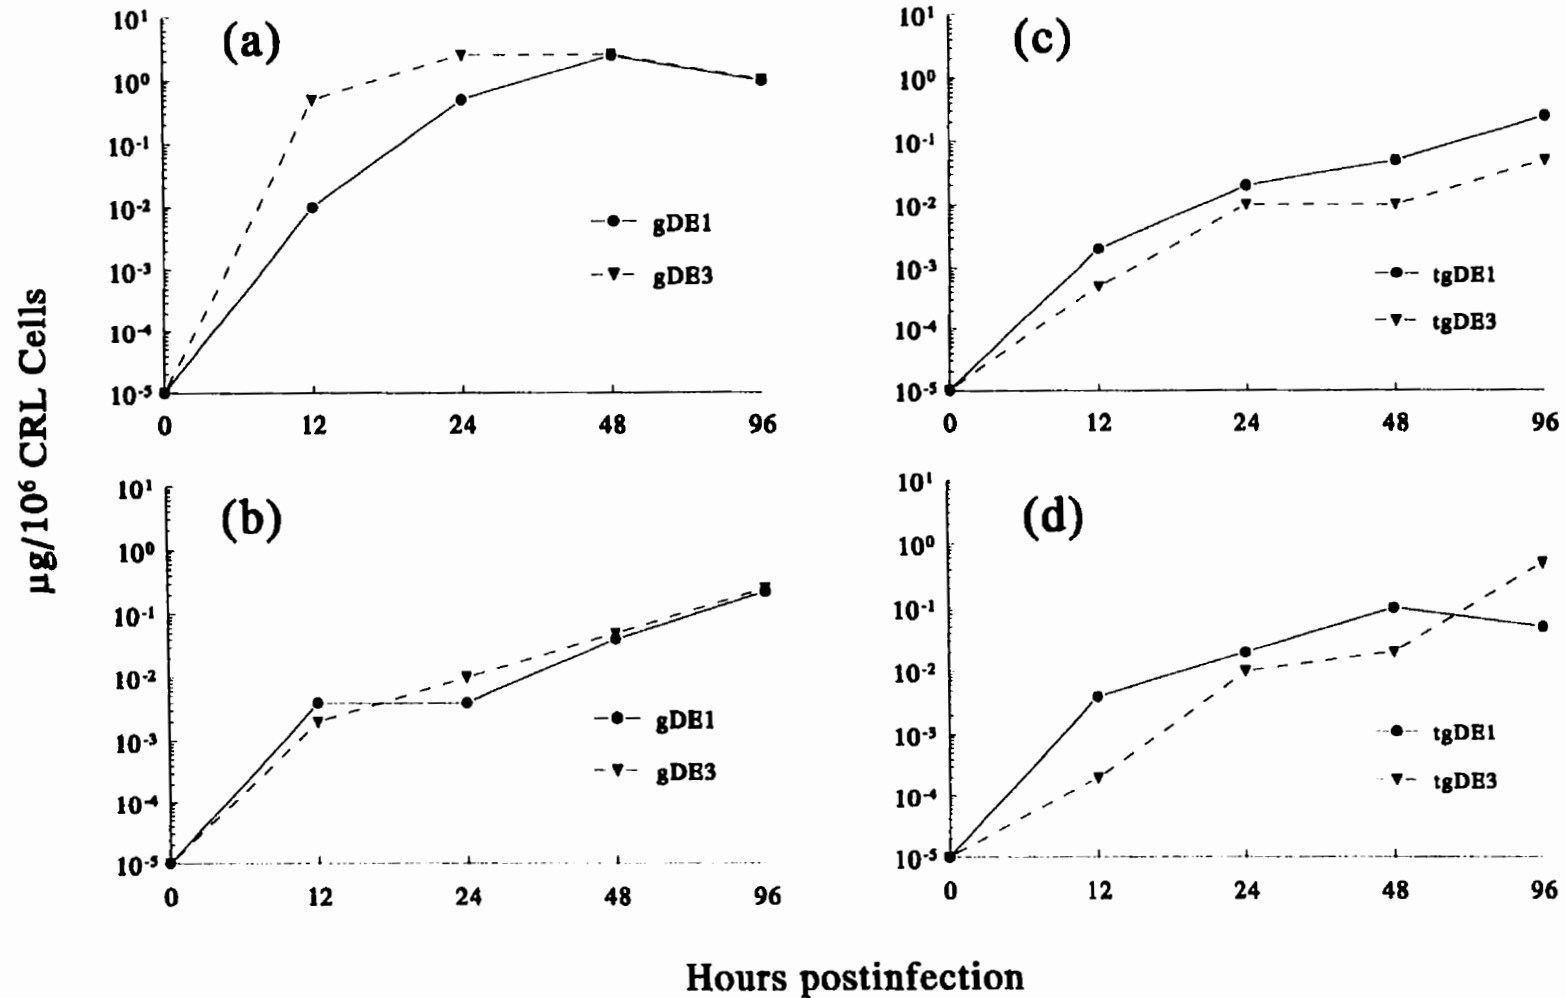 µg/10⁶ CRL Cells
(a)
10¹
10⁰
10⁻¹
10⁻²
10⁻³
10⁻⁴
10⁻⁵
0 12 24 48 96
gDE1
gDE3
(c)
10¹
10⁰
10⁻¹
10⁻²
10⁻³
10⁻⁴
10⁻⁵
0 12 24 48 96
tgDE1
tgDE3
(b)
10¹
10⁰
10⁻¹
10⁻²
10⁻³
10⁻⁴
10⁻⁵
0 12 24 48 96
gDE1
gDE3
(d)
10¹
10⁰
10⁻¹
10⁻²
10⁻³
10⁻⁴
10⁻⁵
0 12 24 48 96
tgDE1
tgDE3
Hours postinfection